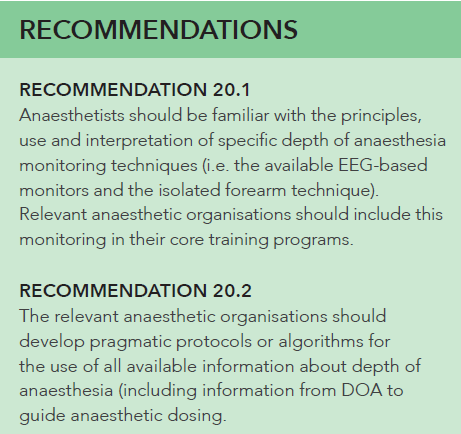 RECOMMENDATIONS
RECOMMENDATION 20.1
Anaesthetists should be familiar with the principles,
use and interpretation of specific depth of anaesthesia
monitoring techniques (i.e. the available EEG-based
monitors and the isolated forearm technique).
Relevant anaesthetic organisations should include this
monitoring in their core training programs.
RECOMMENDATION 20.2
The relevant anaesthetic organisations should
develop pragmatic protocols or algorithms for
the use of all available information about depth of
anaesthesia (including information from DOA to
guide anaesthetic dosing.